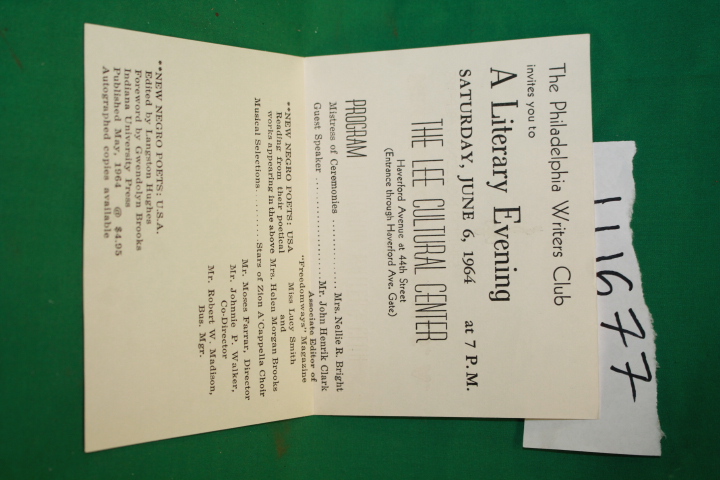 The Philadelphia Writers Club
invites you to
A Literary Evening
SATURDAY, JUNE 6, 1964 at 7 P.M.
THE LEE CULTURAL CENTER
Haverford Avenue at 44th Street
(Entrance through Haverford Ave. Gate)
PROGRAM
Mistress of Ceremonies .................. Mrs. Nellie R. Bright
Guest Speaker .................. Mr. John Henrik Clark
Associate Editor of
"Freedomways" Magazine
**NEW NEGRO POETS: USA Miss Lucy Smith
Reading from their poetical and
works appearing in the above Mrs. Helen Morgan Brooks
Musical Selections .......... Stars of Zion A'Cappella Choir
Mr. Moses Farrar, Director
Mr. Johnnie P. Walker,
Co-Director
Mr. Robert W. Madison,
Bus. Mgr.
**NEW NEGRO POETS: U.S.A.
Edited by Langston Hughes
Foreword by Gwendolyn Brooks
Indiana University Press
Published May, 1964 @ $4.95
Autographed copies available
111677